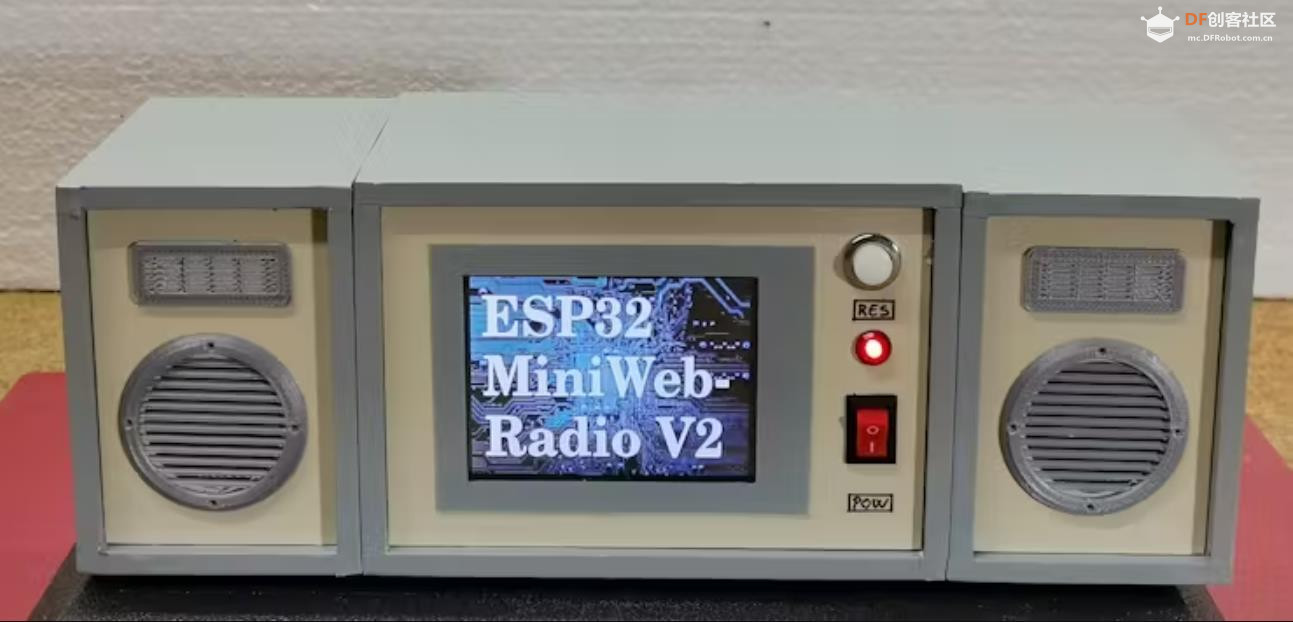 DF创客社区
mc.DFRobot.com.cn
ESP32
MiniWeb-
Radio V2
RES
POW